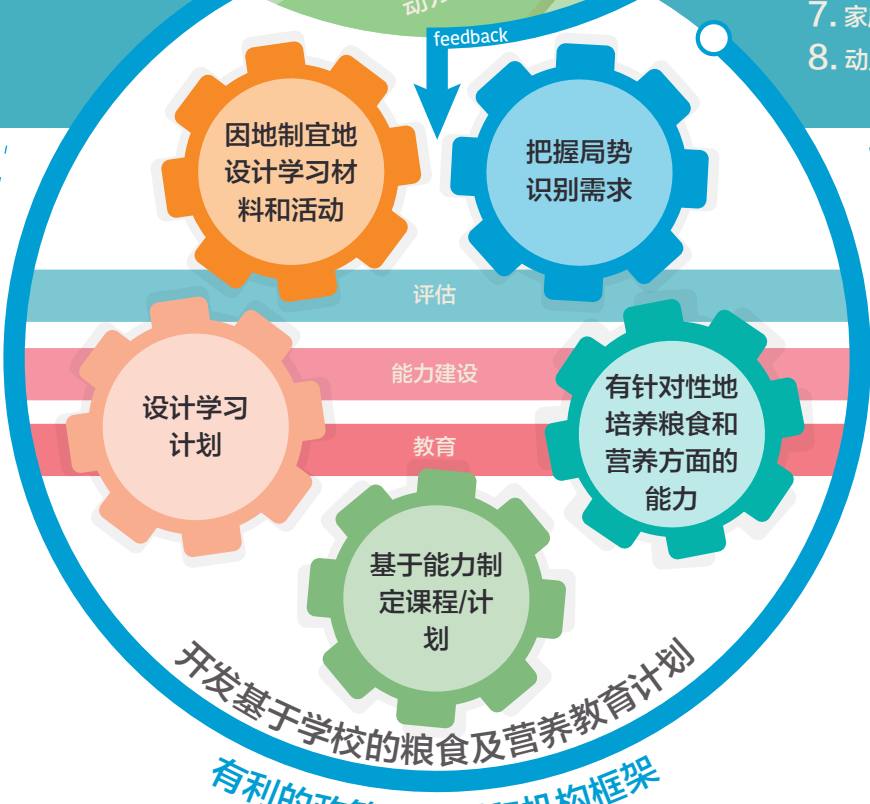 feedback
7. 家
8. 动
因地制宜地
设计学习材
料和活动
把握局势
识别需求
评估
能力建设
教育
设计学习
计划
有针对性地
培养粮食和
营养方面的
能力
基于能力制
定课程/计
划
开发基于学校的粮食及营养教育计划
有利的政策
机构框架